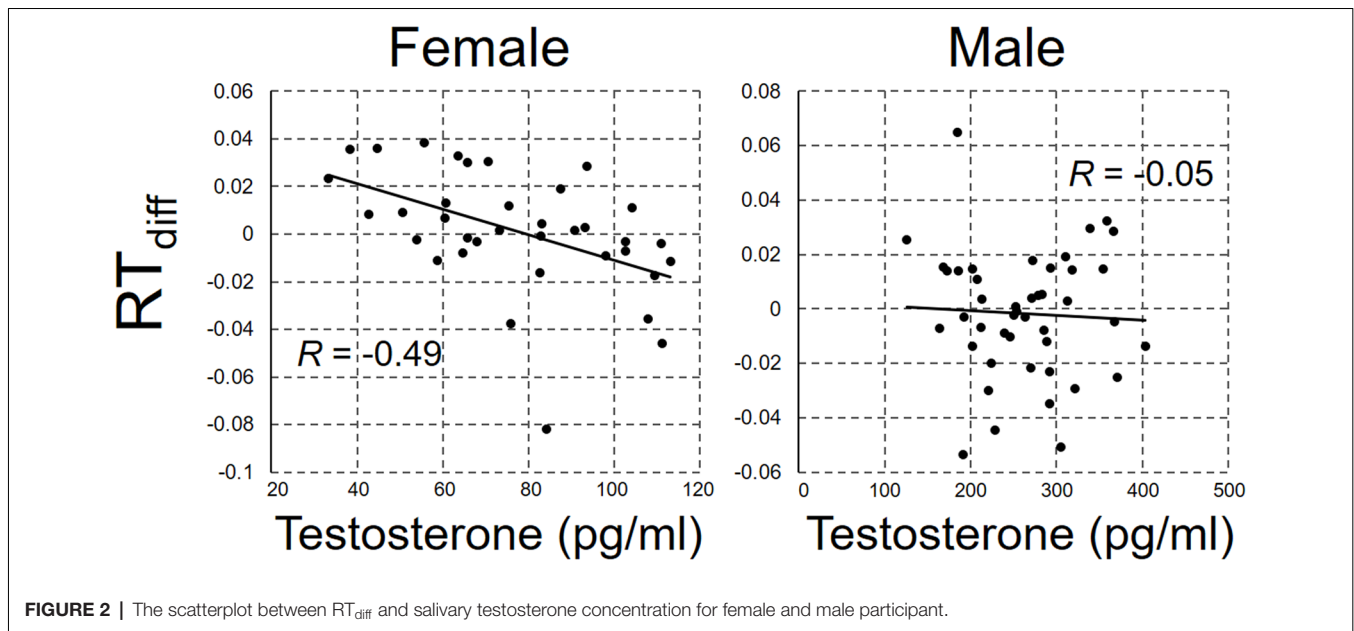 Female
Male
RTdiff
0.06
0.04
0.02
0
-0.02
-0.04
-0.06
-0.08
-0.1
R = -0.49
20 40 60 80 100 120
Testosterone (pg/ml)
0.08
0.06
0.04
0.02
0
-0.02
-0.04
-0.06
R = -0.05
0 100 200 300 400 500
Testosterone (pg/ml)
FIGURE 2 | The scatterplot between RTdiff and salivary testosterone concentration for female and male participant.